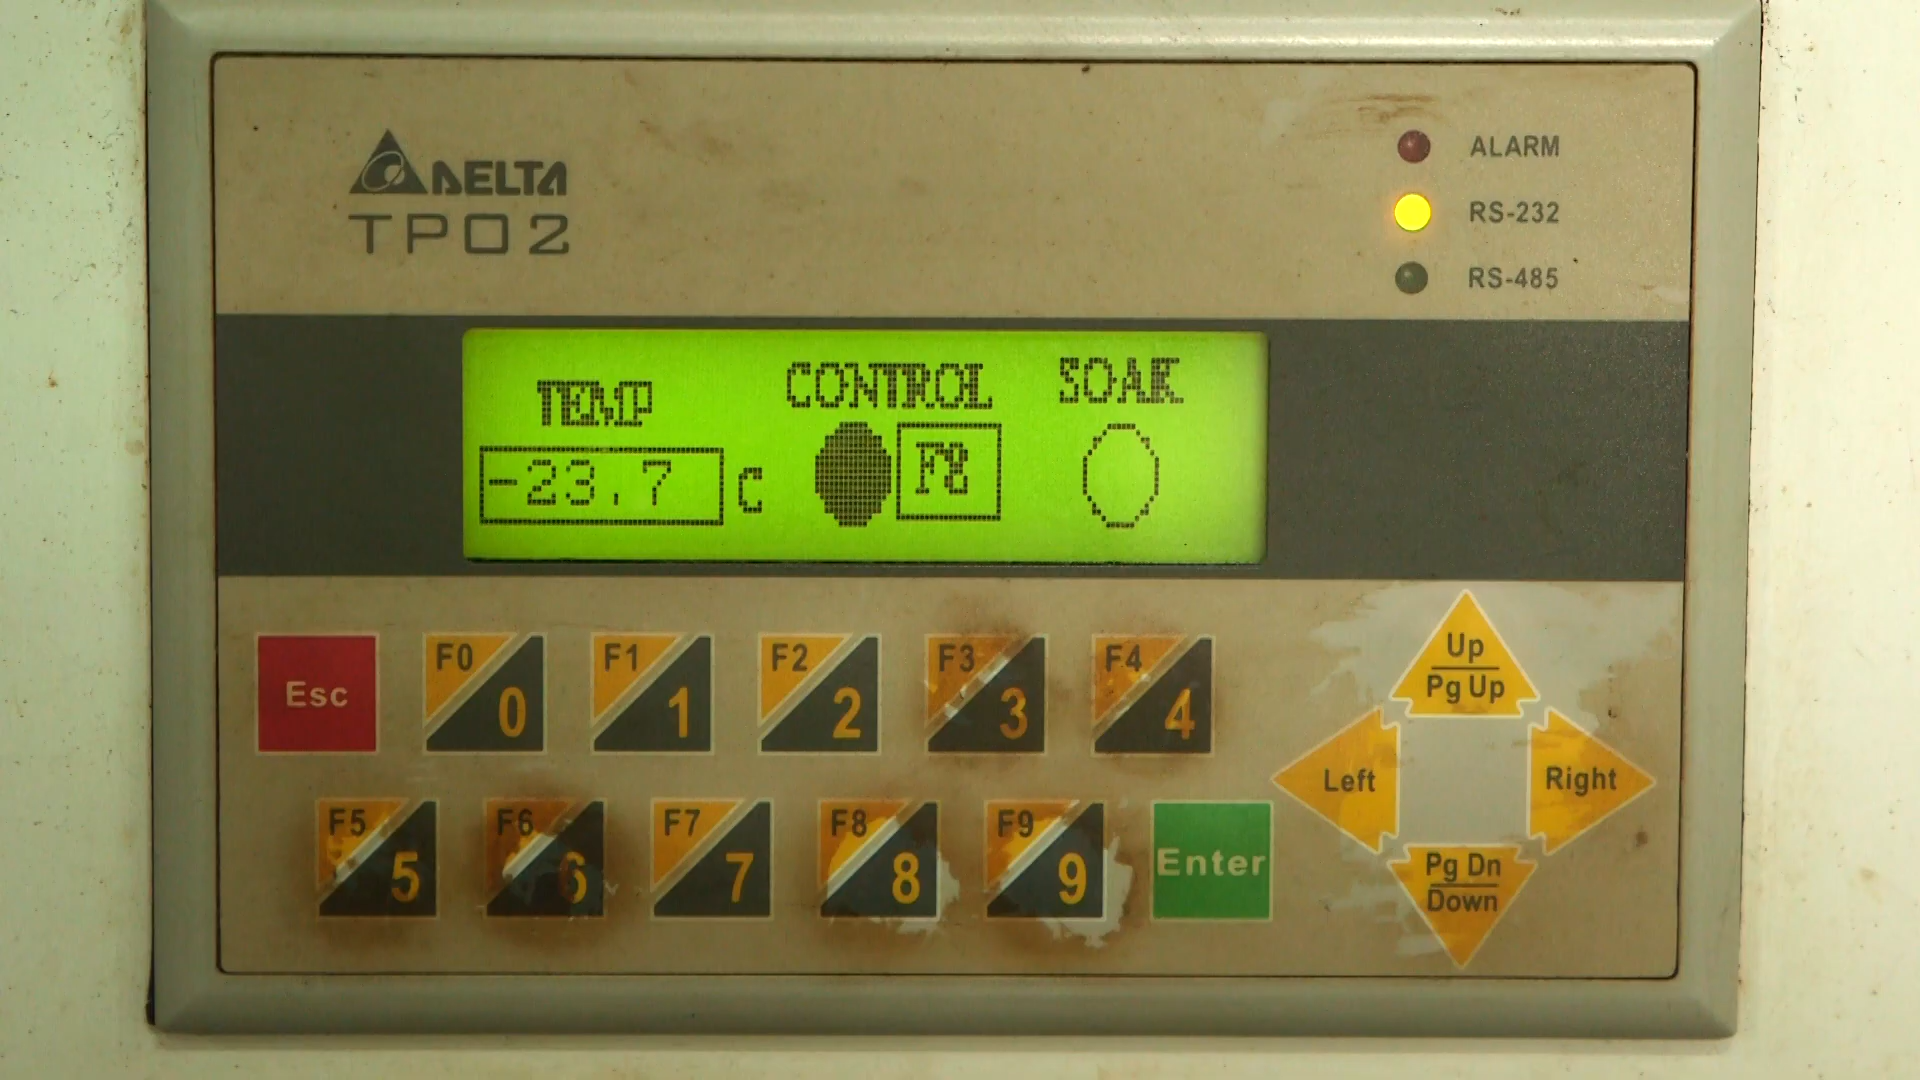 DELTA
TP02
ALARM
RS-232
RS-485
TEMP
CONTROL
SOAK
-23.7 C
F8
Esc
F0 0
F1 1
F2 2
F3 3
F4 4
F5 5
F6 6
F7 7
F8 8
F9 9
Enter
Up
Pg Up
Left
Right
Pg Dn
Down